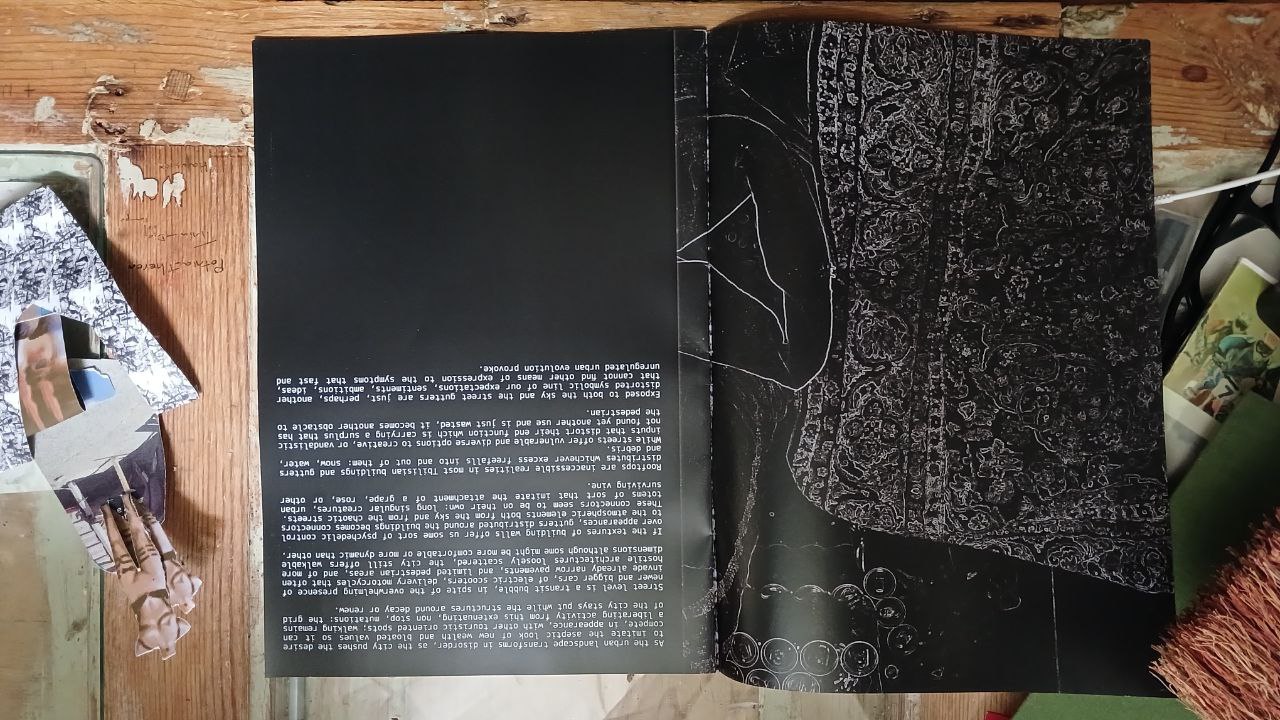 As the urban landscape transforms in disorder, as the city pushes the desire
to imitate the aseptic look of new wealth and bloated values so it can
compete, in appearance, with other touristic oriented spots; walking remains
a liberating activity from this extenuating, non stop, mutations: the grid
of the city stays put while the structures around decay or renew.
Street level is a transit bubble, in spite of the overwhelming presence of
newer and bigger cars, of electric scooters, delivery motorcycles that often
invade already narrow pavements, and limited pedestrian areas, and of more
hostile architectures loosely scattered, the city still offers walkable
dimensions although some might be more comfortable or more dynamic than other.
If the textures of building walls offer us some sort of psychedelic control
over appearances, gutters distributed around the buildings becomes connectors
to the atmospheric elements both from the sky and from the chaotic streets.
These connectors seem to be on their own: long singular creatures, urban
totems of sort that imitate the attachment of a grape, rose, or other
surviving vine.
Rooftops are inaccessible realities in most Tbilisian buildings and gutters
distributes whichever excess freefalls into and out of them: snow, water,
and debris.
While streets offer vulnerable and diverse options to creative, or vandalistic
inputs that distort their end function which is carrying a surplus that has
not found yet another use and is just wasted, it becomes another obstacle to
the pedestrian.
Exposed to both the sky and the street gutters are just, perhaps, another
distorted symbolic line of our expectations, sentiments, ambitions, ideas,
that cannot find other means of expression to the symptoms that fast and
unregulated urban evolution provoke.